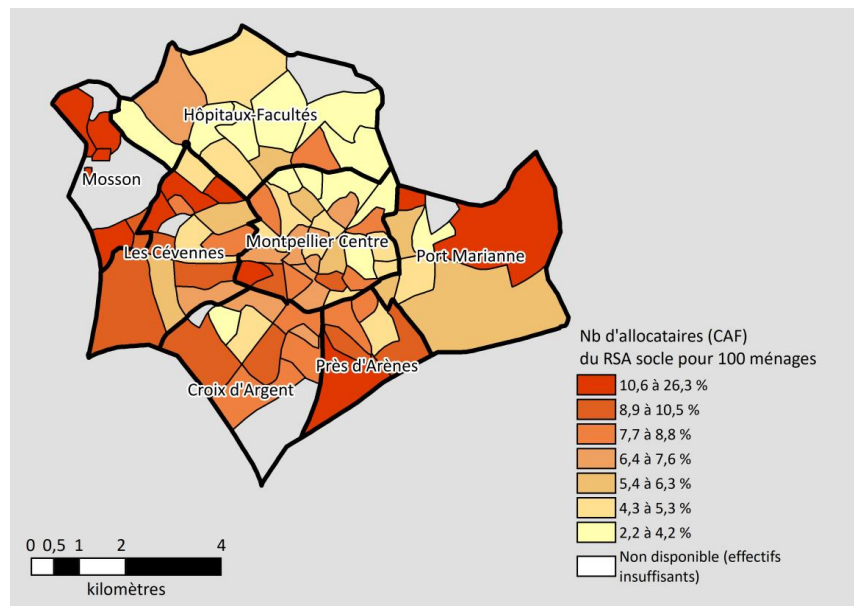 Hôpitaux-Facultés
Mosson
Montpellier Centre
Les Cévennes
Port Marianne
Près d'Arènes
Croix d'Argent
Nb d'allocataires (CAF)
du RSA socle pour 100 ménages
10,6 à 26,3 %
8,9 à 10,5 %
7,7 à 8,8 %
6,4 à 7,6 %
5,4 à 6,3 %
4,3 à 5,3 %
2,2 à 4,2 %
Non disponible (effectifs
insuffisants)
0 0,5 1 2 4
kilomètres